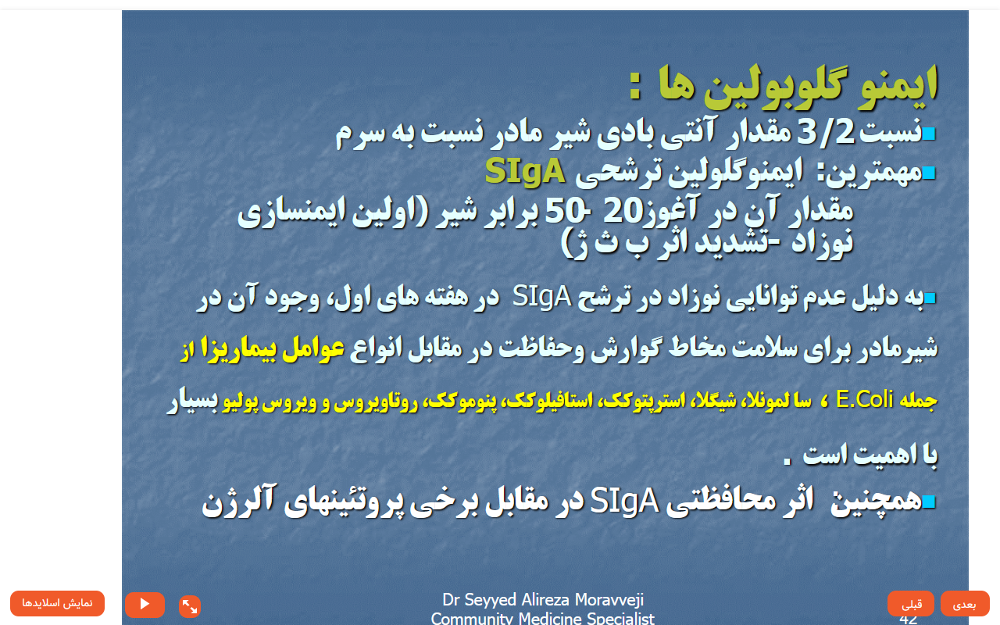 ایمنو گلوبولین ها :
نسبت 3/2 مقدار آنتی بادی شیر مادر نسبت به سرم
مهمترین: ایمنوگلولین ترشحی SIgA
مقدار آن در آغوز20 -50 برابر شیر (اولین ایمنسازی
نوزاد -تشدید اثر ب ث ژ)
به دلیل عدم توانایی نوزاد در ترشح SIgA در هفته های اول، وجود آن در
شیرمادر برای سلامت مخاط گوارش وحفاظت در مقابل انواع عوامل بیماریزا از
جمله E.Coli ، سا لمونلا، شیگلا، استرپتوکک، استافیلوکک، پنوموکک، روتاویروس و ویروس پولیو بسیار
با اهمیت است .
همچنین: اثر محافظتی SIgA در مقابل برخی پروتئینهای آلرژن
Dr Seyyed Alireza Moravveji
Community Medicine Specialist
42
بعدی
قبلی
نمایش اسلایدها